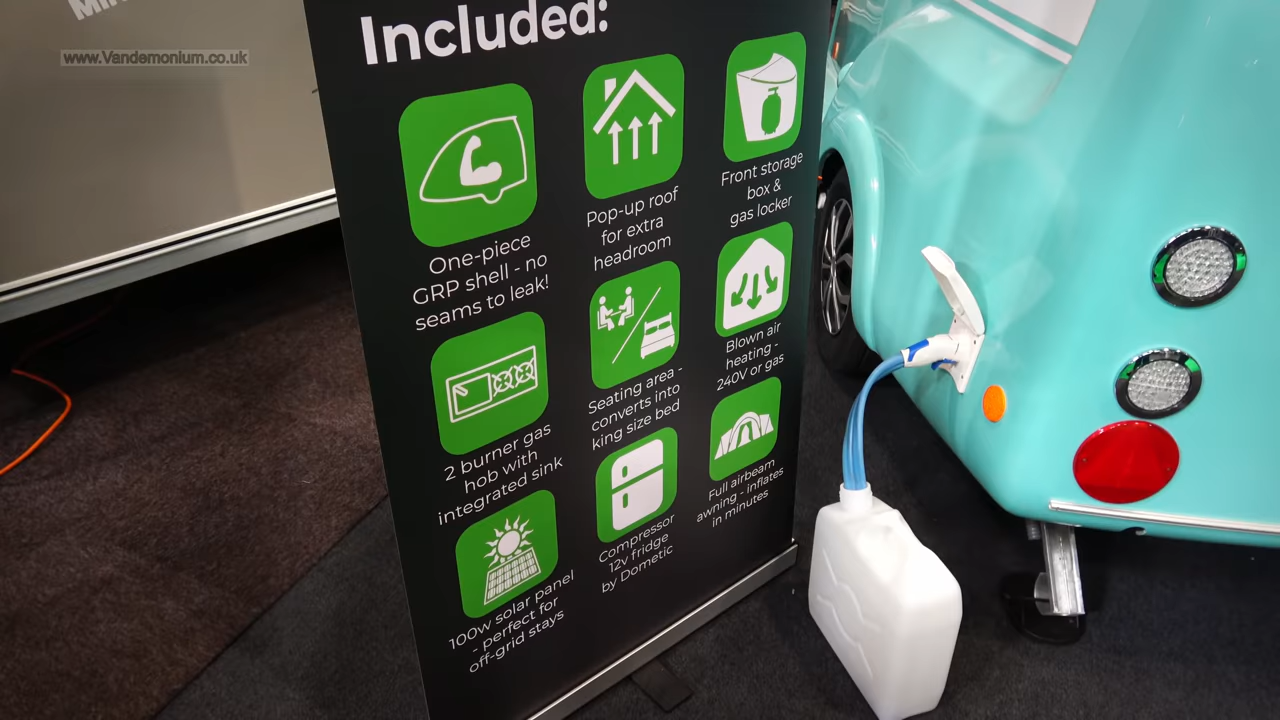 www.Vandemonium.co.uk
Included:
One-piece
GRP shell - no
seams to leak!
Pop-up roof
for extra
headroom
Front storage
box &
gas locker
2 burner gas
hob with
integrated sink
Seating area -
converts into
king size bed
Blown air
heating -
240V or gas
100w solar panel
- perfect for
off-grid stays
Compressor
12v fridge
by Dometic
Full airbeam
awning - inflates
in minutes